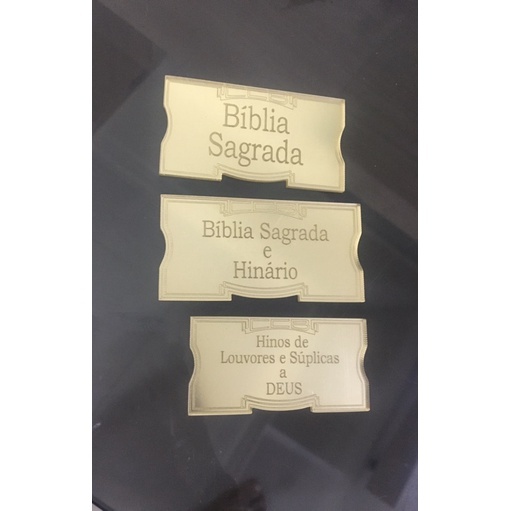 Bíblia
Sagrada
Bíblia Sagrada
e
Hinário
Hinos de
Louvores e Súplicas
a
DEUS